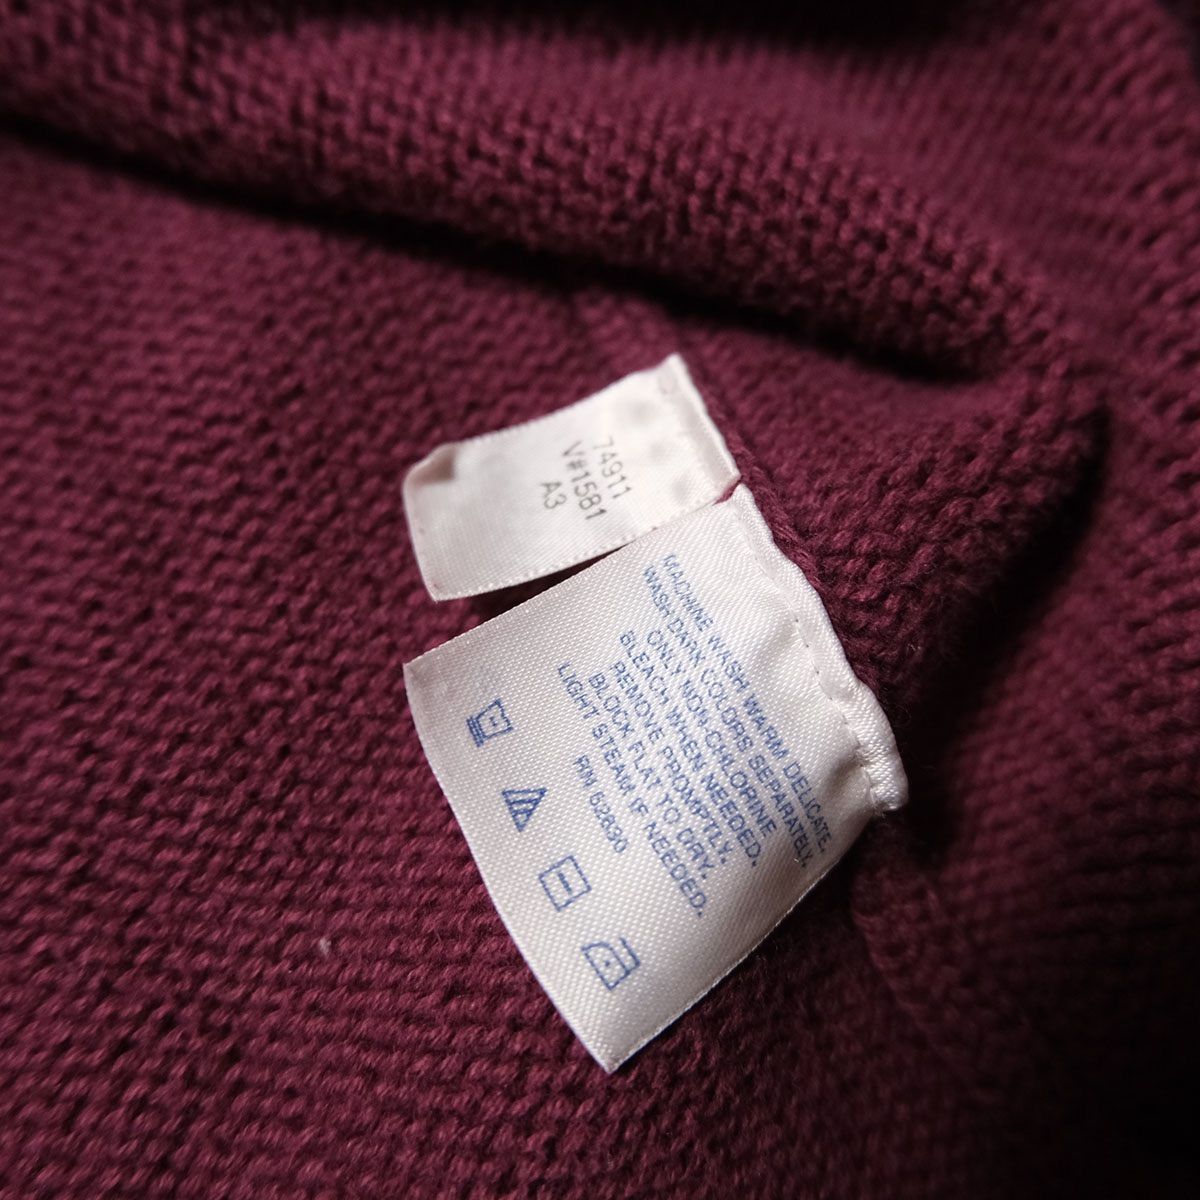 74911
V#1581
A3
MACHINE WASH WARM DELICATE.
WASH DARK COLORS SEPARATELY.
ONLY NON-CHLORINE
BLEACH WHEN NEEDED.
REMOVE PROMPTLY.
BLOCK FLAT TO DRY.
LIGHT STEAM IF NEEDED.
RN 52830